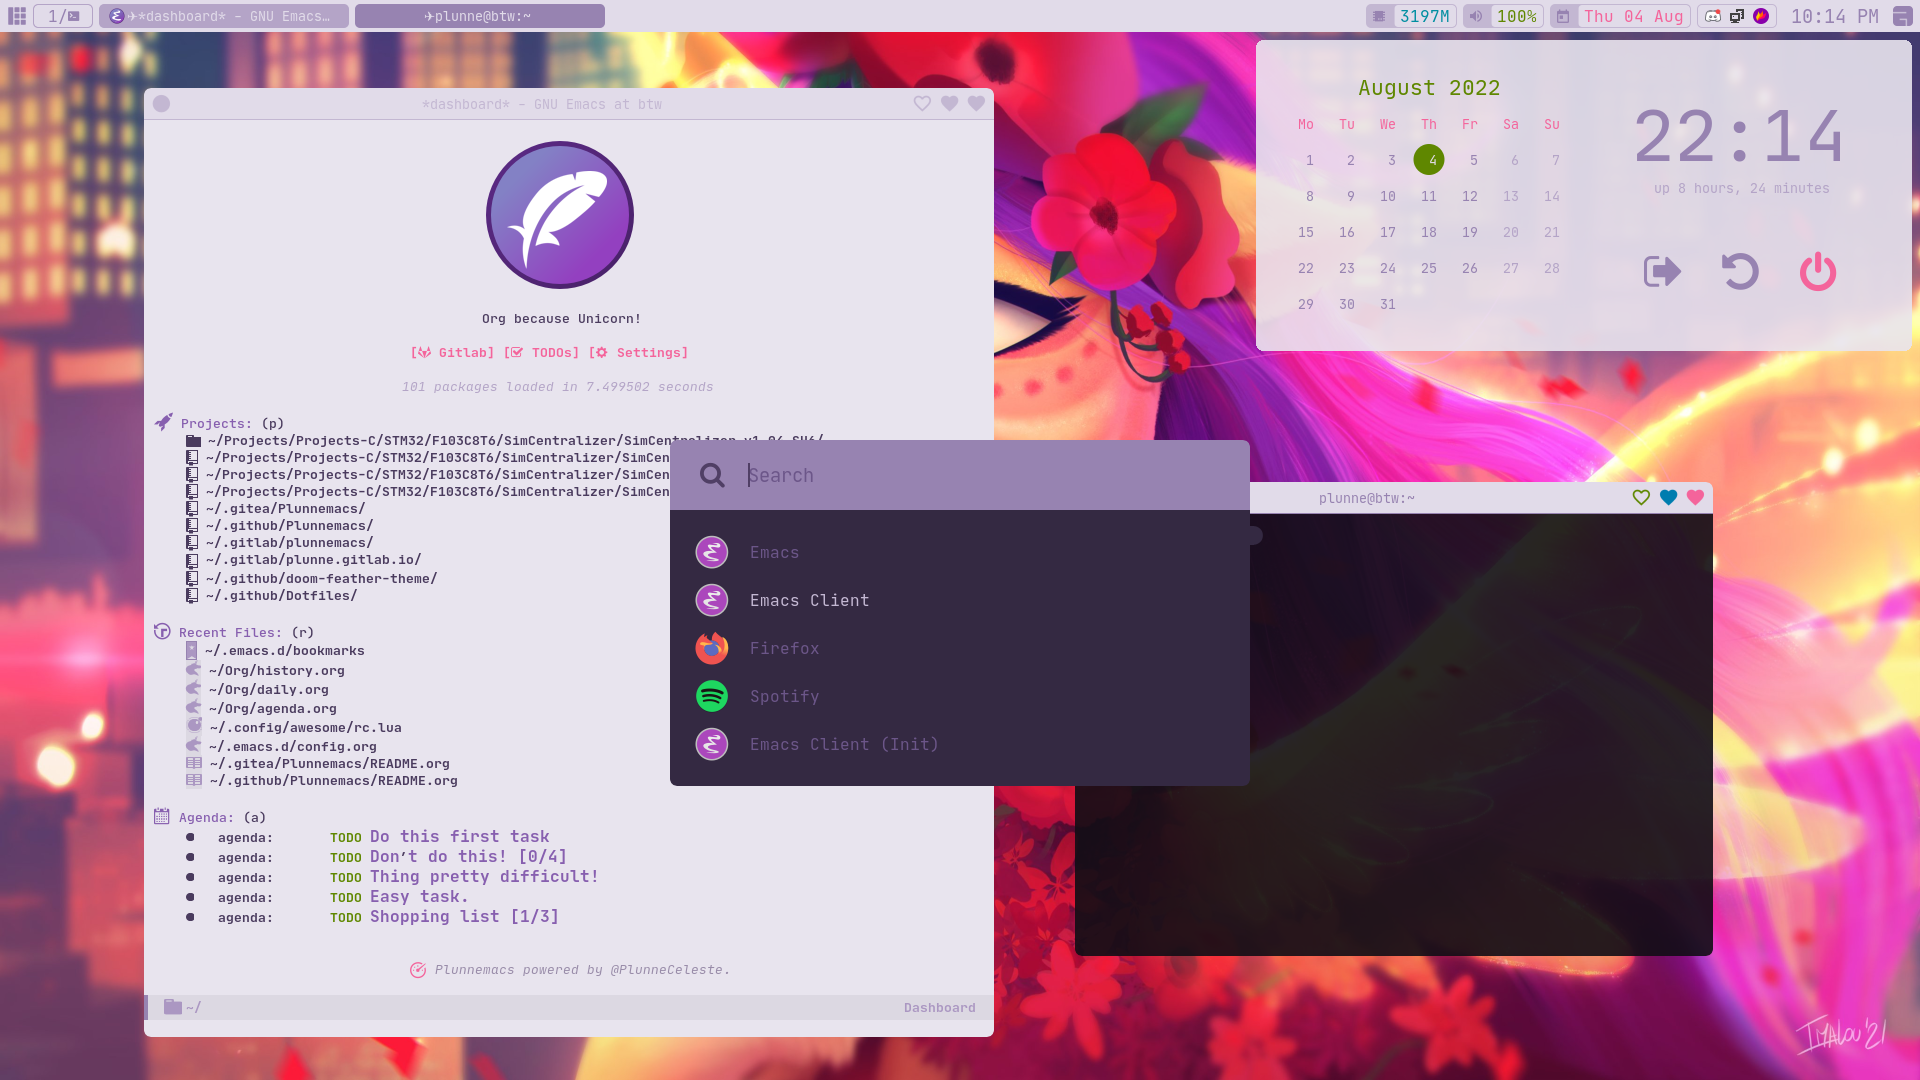 1/
✈*dashboard* - GNU Emacs…
✈plunne@btw:~
3197M
100%
Thu 04 Aug
10:14 PM
*dashboard* - GNU Emacs at btw
Org because Unicorn!
[ Gitlab] [ TODOs] [ Settings]
101 packages loaded in 7.499502 seconds
Projects: (p)
~/Projects/Projects-C/STM32/F103C8T6/SimCentralizer/SimCentralizer-v1.04-SU6/
~/Projects/Projects-C/STM32/F103C8T6/SimCentralizer/SimCen
~/Projects/Projects-C/STM32/F103C8T6/SimCentralizer/SimCen
~/Projects/Projects-C/STM32/F103C8T6/SimCentralizer/SimCen
~/.gitea/Plunnemacs/
~/.github/Plunnemacs/
~/.gitlab/plunnemacs/
~/.gitlab/plunne.gitlab.io/
~/.github/doom-feather-theme/
~/.github/Dotfiles/
Recent Files: (r)
~/.emacs.d/bookmarks
~/Org/history.org
~/Org/daily.org
~/Org/agenda.org
~/.config/awesome/rc.lua
~/.emacs.d/config.org
~/.gitea/Plunnemacs/README.org
~/.github/Plunnemacs/README.org
Agenda: (a)
agenda: TODO Do this first task
agenda: TODO Don't do this! [0/4]
agenda: TODO Thing pretty difficult!
agenda: TODO Easy task.
agenda: TODO Shopping list [1/3]
Plunnemacs powered by @PlunneCeleste.
~/
Dashboard
Search
Emacs
Emacs Client
Firefox
Spotify
Emacs Client (Init)
August 2022
Mo Tu We Th Fr Sa Su
1 2 3 4 5 6 7
8 9 10 11 12 13 14
15 16 17 18 19 20 21
22 23 24 25 26 27 28
29 30 31
22:14
up 8 hours, 24 minutes
plunne@btw:~
IMALOU'21